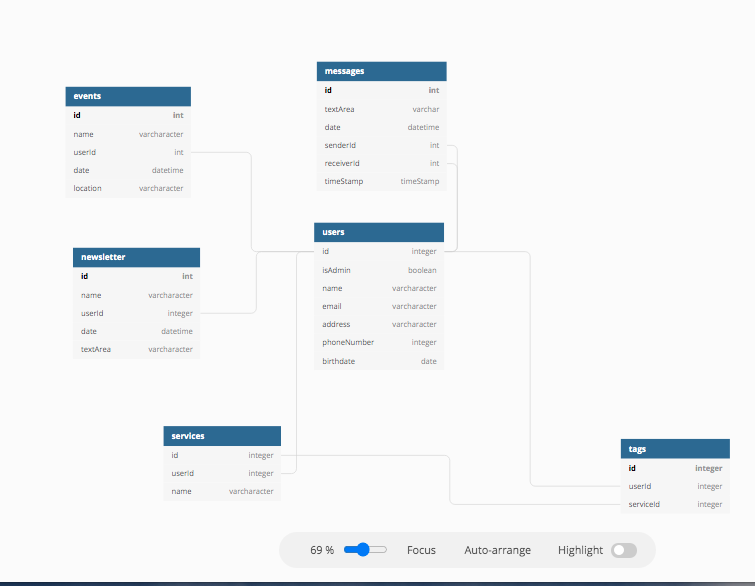 messages
id int
textArea varchar
date datetime
senderId int
receiverId int
timeStamp timeStamp
events
id int
name varcharacter
userId int
date datetime
location varcharacter
users
id integer
isAdmin boolean
name varcharacter
email varcharacter
address varcharacter
phoneNumber integer
birthdate date
newsletter
id int
name varcharacter
userId integer
date datetime
textArea varcharacter
services
id integer
userId integer
name varcharacter
tags
id integer
userId integer
serviceId integer
69 % Focus Auto-arrange Highlight